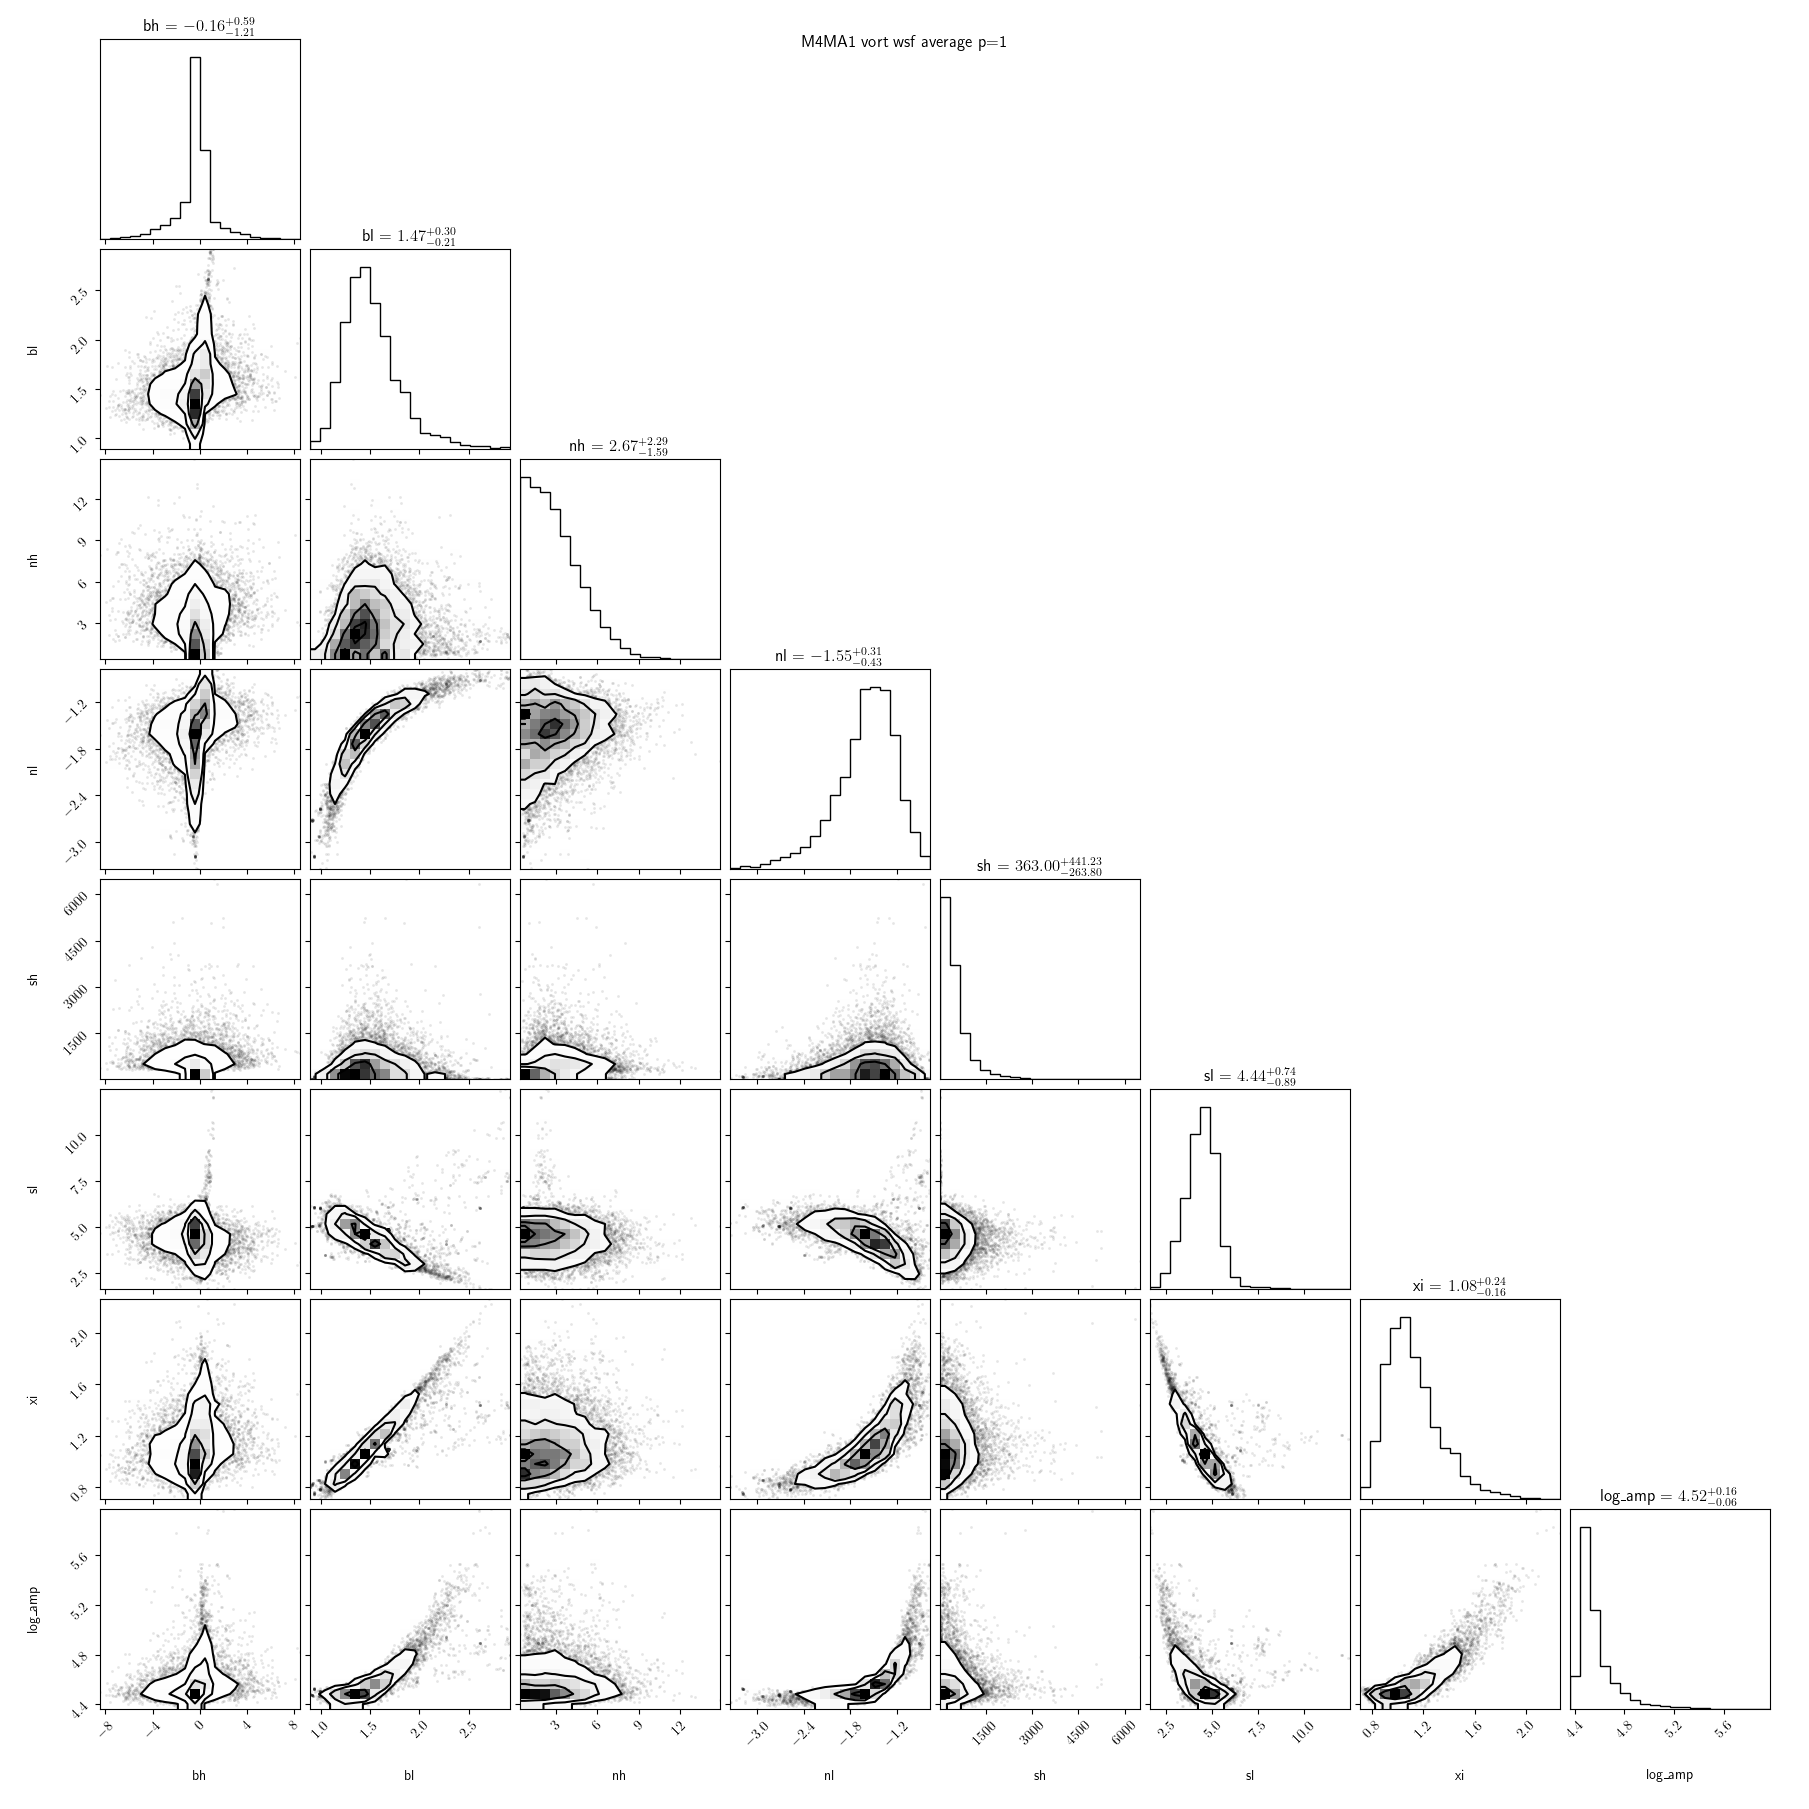 M4MA1 vort wsf average p=1
bh = −0.16 +0.59 −1.21
bl = 1.47 +0.30 −0.21
bl
2.5
2.0
1.5
1.0
nh = 2.67 +2.29 −1.59
nh
12
9
6
3
nl = −1.55 +0.31 −0.43
nl
−1.2
−1.8
−2.4
−3.0
sh = 363.00 +441.23 −263.80
sh
6000
4500
3000
1500
sl = 4.44 +0.74 −0.89
sl
10.0
7.5
5.0
2.5
xi = 1.08 +0.24 −0.16
xi
2.0
1.6
1.2
0.8
log_amp = 4.52 +0.16 −0.06
log_amp
5.6
5.2
4.8
4.4
−8 −4 0 4 8 1.0 1.5 2.0 2.5 3 6 9 12 −3.0 −2.4 −1.8 −1.2 1500 3000 4500 6000 2.5 5.0 7.5 10.0 0.8 1.2 1.6 2.0 4.4 4.8 5.2 5.6
bh bl nh nl sh sl xi log_amp